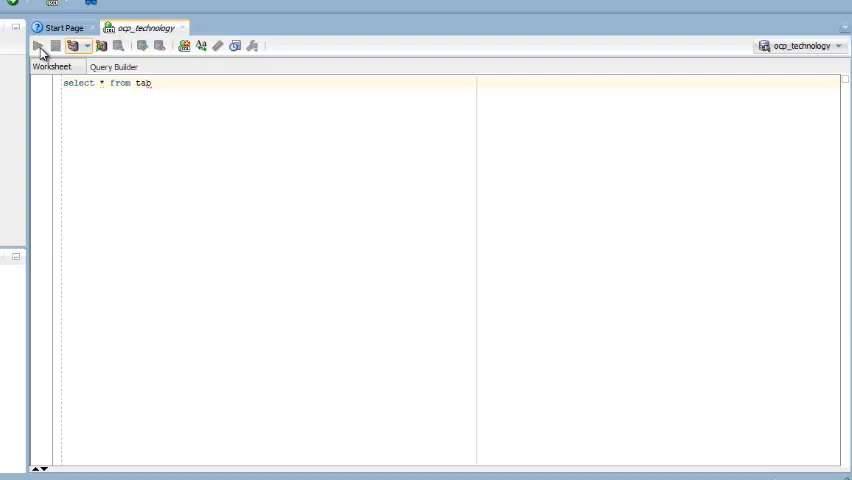 Start Page
ocp_technology
ocp_technology
Worksheet
Query Builder
select * from tab